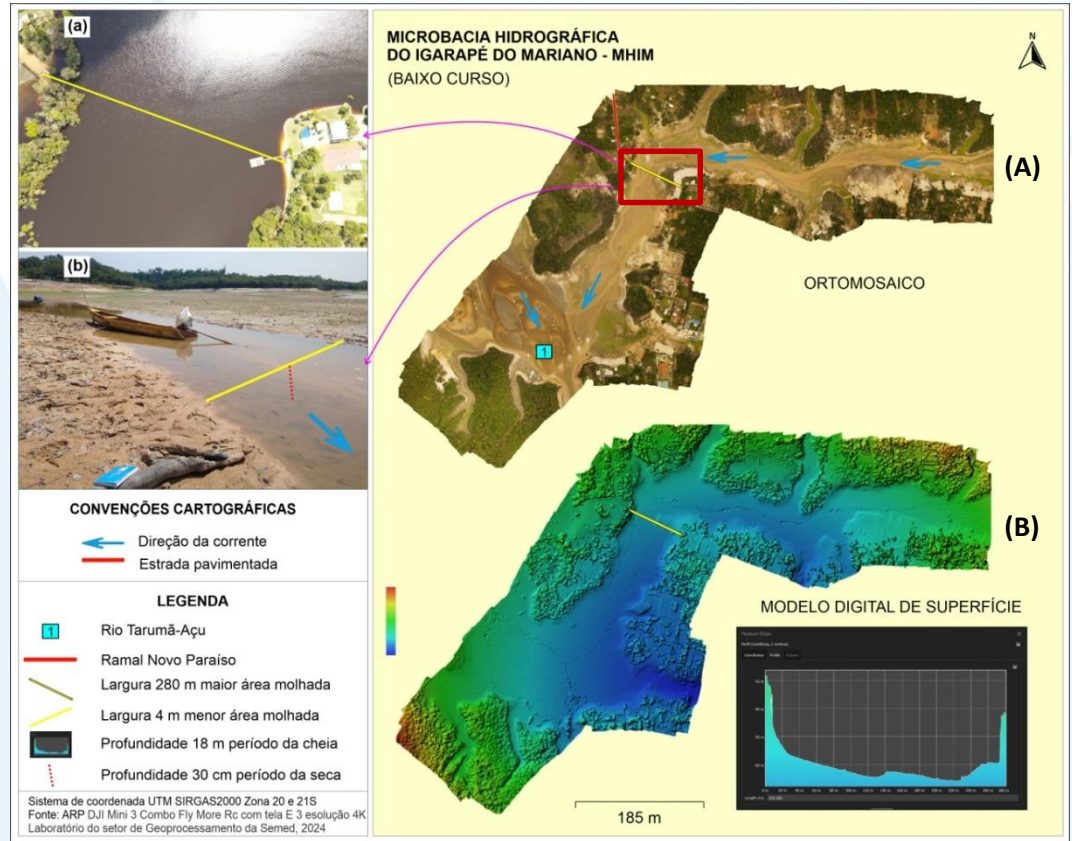 (a)
(b)
CONVENÇÕES CARTOGRÁFICAS
Direção da corrente
Estrada pavimentada
LEGENDA
1
Rio Tarumã-Açu
Ramal Novo Paraíso
Largura 280 m maior área molhada
Largura 4 m menor área molhada
Profundidade 18 m período da cheia
Profundidade 30 cm período da seca
Sistema de coordenada UTM SIRGAS2000 Zona 20 e 21S
Fonte: ARP DJI Mini 3 Combo Fly More Rc com tela E 3 esolução 4K
Laboratório do setor de Geoprocessamento da Semed, 2024
MICROBACIA HIDROGRÁFICA
DO IGARAPÉ DO MARIANO - MHIM
(BAIXO CURSO)
N
(A)
ORTOMOSAICO
1
(B)
MODELO DIGITAL DE SUPERFÍCIE
185 m